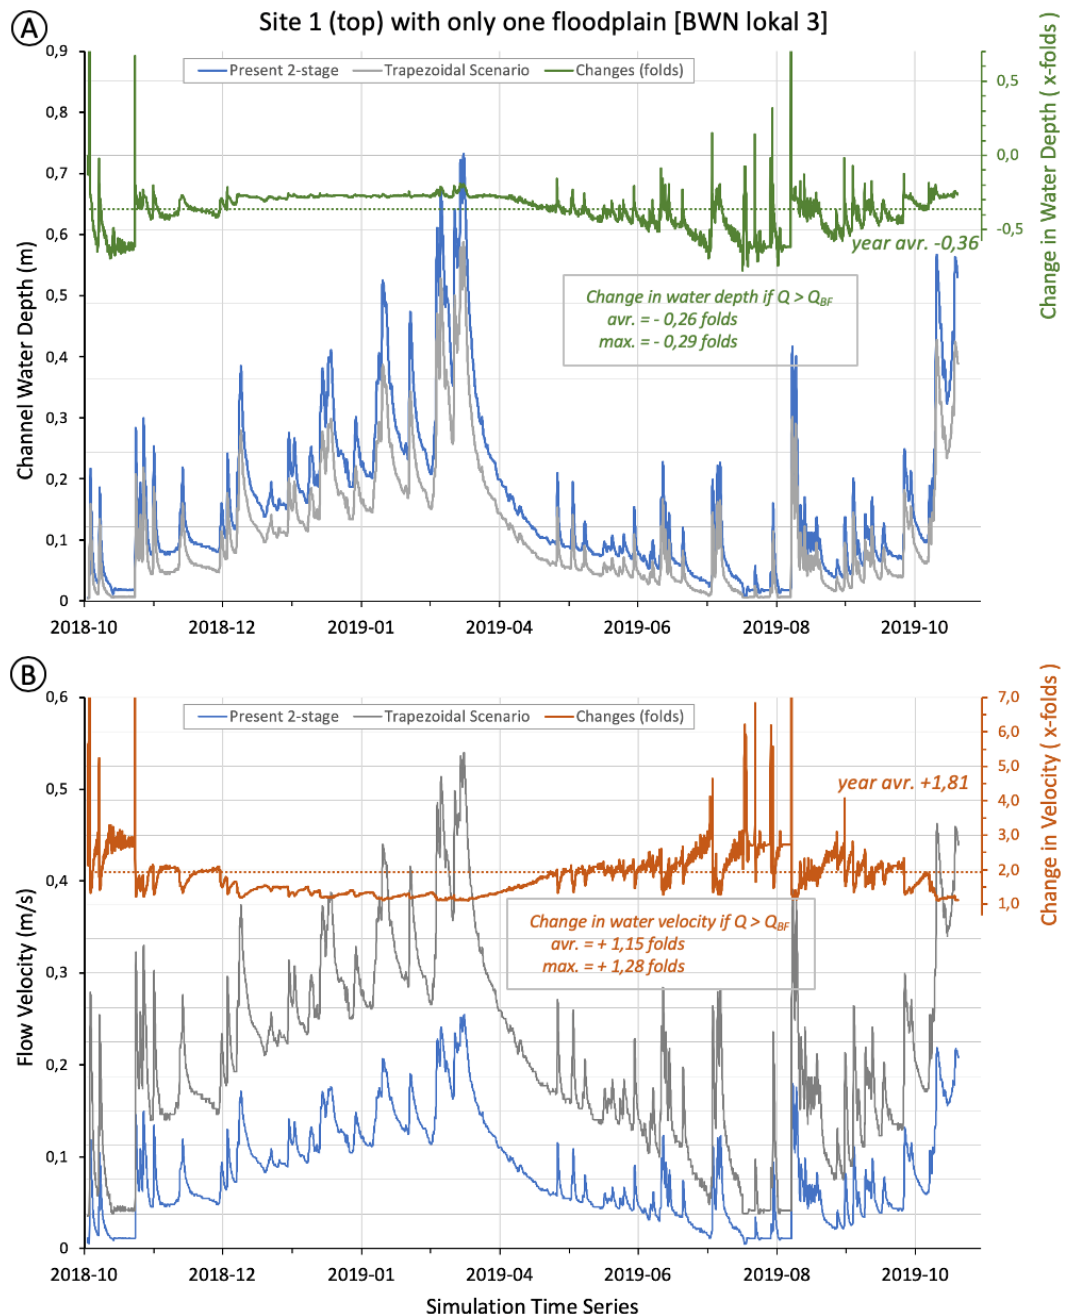 A
Site 1 (top) with only one floodplain [BWN lokal 3]
Present 2-stage
Trapezoidal Scenario
Changes (folds)
Channel Water Depth (m)
0,9
0,8
0,7
0,6
0,5
0,4
0,3
0,2
0,1
0
Change in Water Depth ( x-folds)
0,5
0,0
-0,5
year avr. -0,36
Change in water depth if Q > QBF
avr. = - 0,26 folds
max. = - 0,29 folds
2018-10 2018-12 2019-01 2019-04 2019-06 2019-08 2019-10
B
Present 2-stage
Trapezoidal Scenario
Changes (folds)
Flow Velocity (m/s)
0,6
0,5
0,4
0,3
0,2
0,1
0
Change in Velocity ( x-folds)
7,0
6,0
5,0
4,0
3,0
2,0
1,0
year avr. +1,81
Change in water velocity if Q > QBF
avr. = + 1,15 folds
max. = + 1,28 folds
2018-10 2018-12 2019-01 2019-04 2019-06 2019-08 2019-10
Simulation Time Series